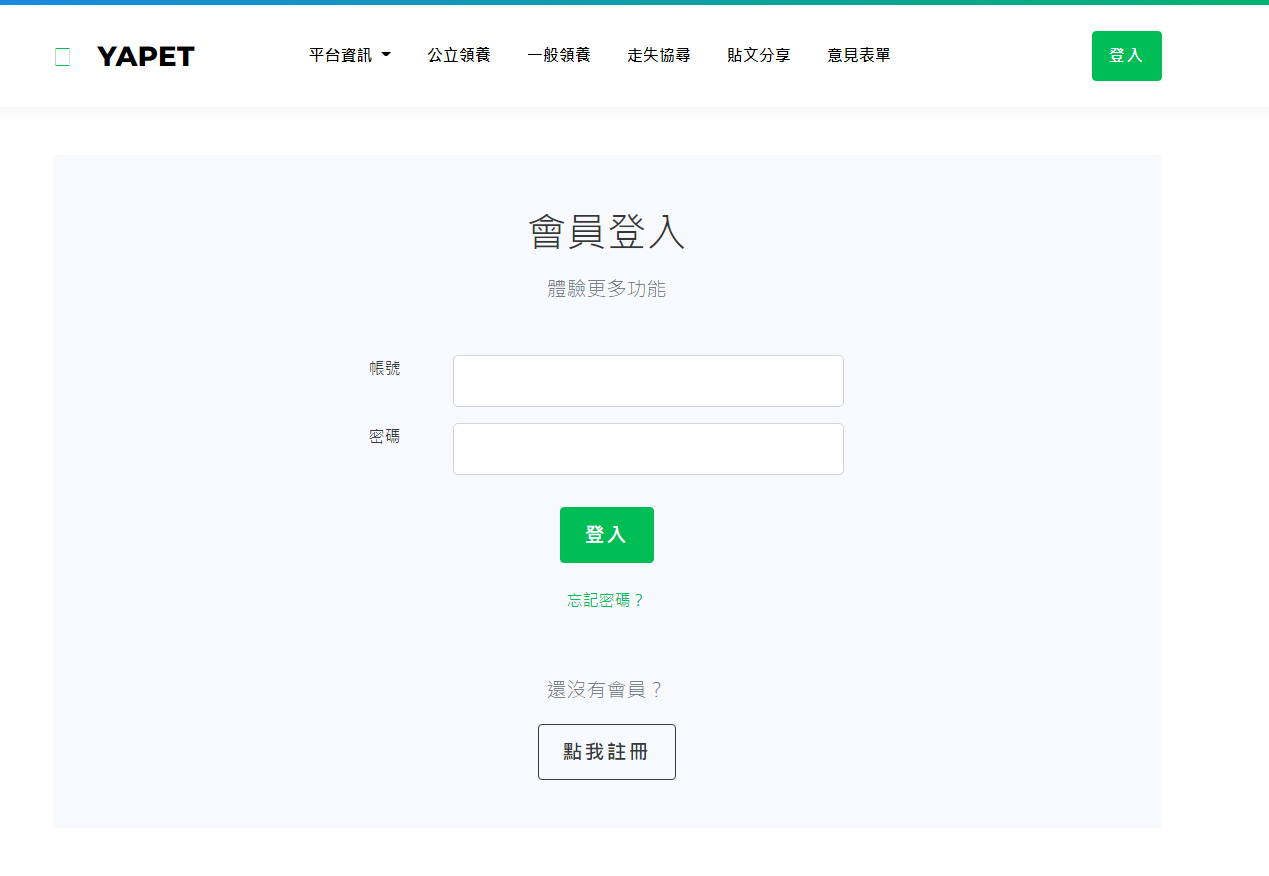 YAPET
平台資訊
公立領養
一般領養
走失協尋
貼文分享
意見表單
登入
會員登入
體驗更多功能
帳號
密碼
登入
忘記密碼？
還沒有會員？
點我註冊